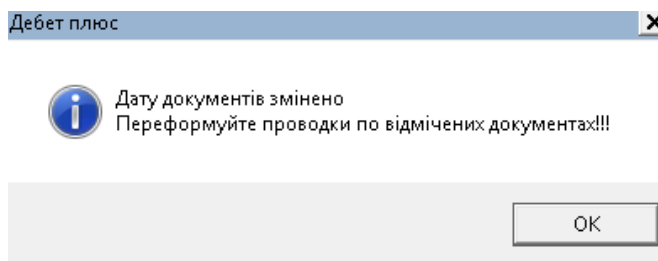 Дебет плюс
Дату документів змінено
Переформуйте проводки по відмічених документах!!!
OK